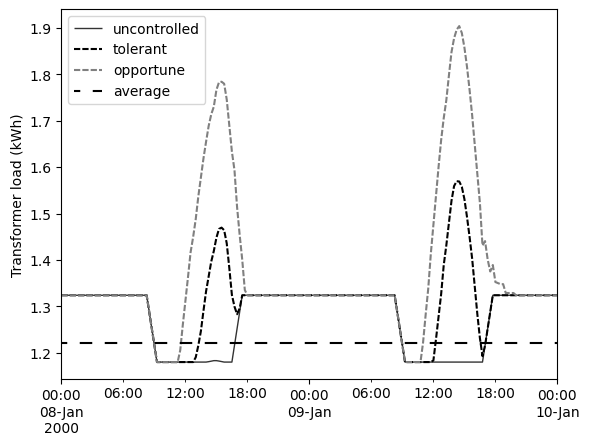 1.9
1.8
1.7
1.6
1.5
1.4
1.3
1.2
Transformer load (kWh)
uncontrolled
tolerant
opportune
average
00:00 06:00 12:00 18:00 00:00 06:00 12:00 18:00 00:00
08-Jan 09-Jan 10-Jan
2000